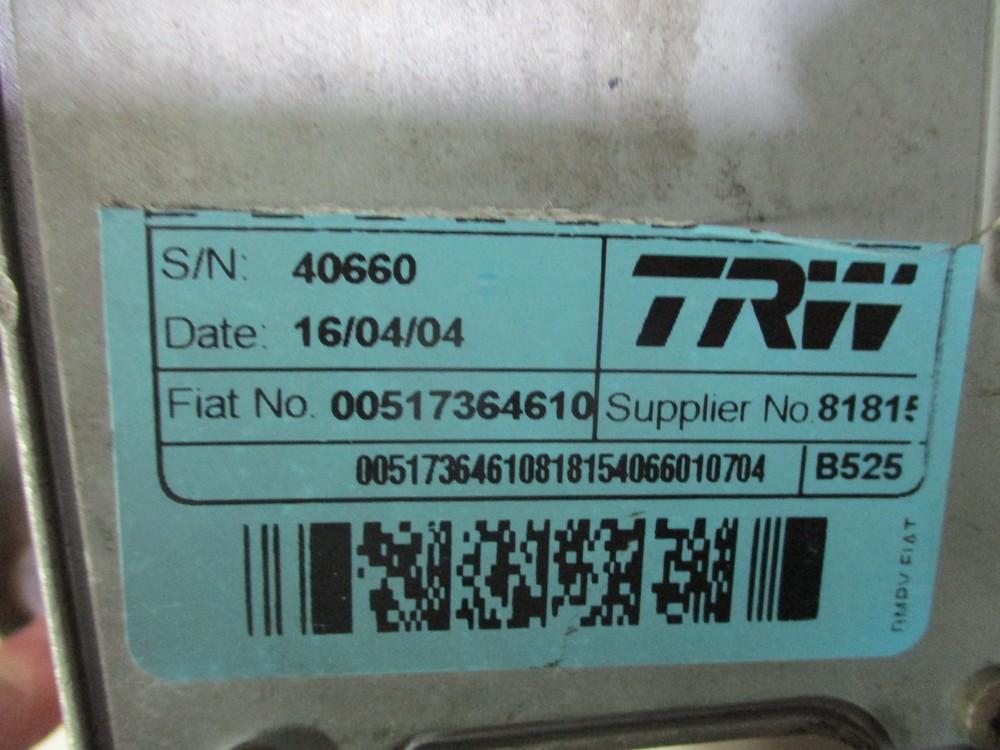 S/N: 40660
TRW
Date: 16/04/04
Fiat No. 00517364610 Supplier No. 81815
00517364610818154066010704 B525